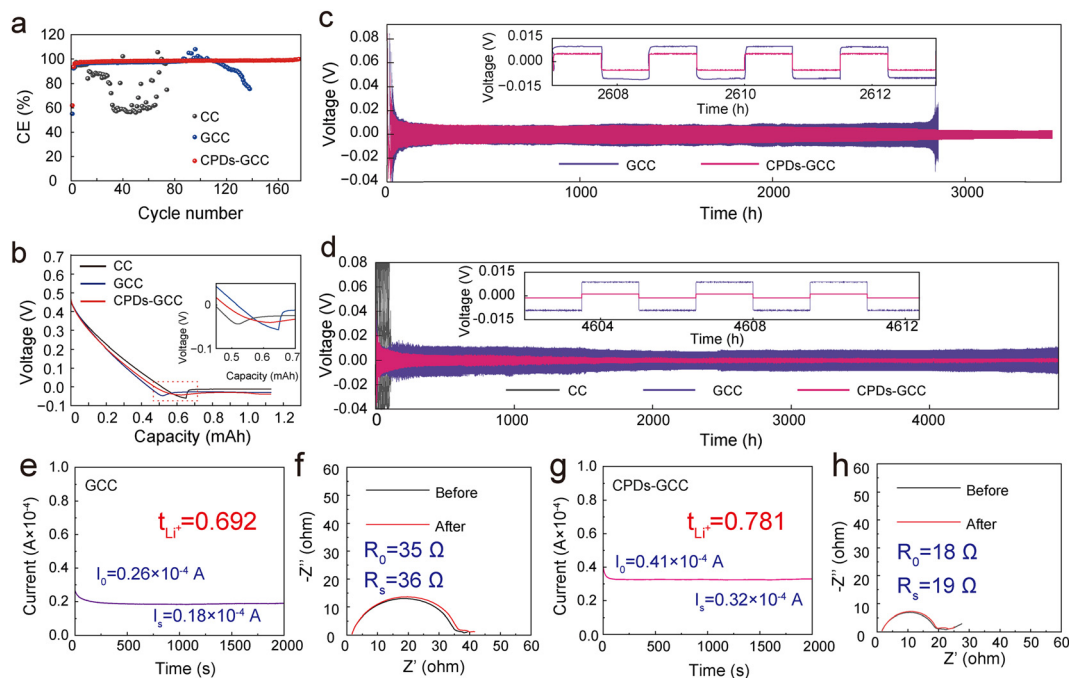 a
120
100
80
60
40
20
0
CE (%)
0
40
80
120
160
Cycle number
CC
GCC
CPDs-GCC
c
0.08
0.06
0.04
0.02
0.00
−0.02
−0.04
Voltage (V)
0
1000
2000
3000
Time (h)
GCC
CPDs-GCC
0.015
0.000
−0.015
Voltage (V)
2608
2610
2612
Time (h)
b
0.7
0.6
0.5
0.4
0.3
0.2
0.1
0.0
−0.1
Voltage (V)
0
0.2
0.4
0.6
0.8
1.0
1.2
Capacity (mAh)
CC
GCC
CPDs-GCC
0
−0.1
Voltage (V)
0.5
0.6
0.7
Capacity (mAh)
d
0.08
0.06
0.04
0.02
0.00
−0.02
−0.04
Voltage (V)
0
1000
2000
3000
4000
Time (h)
CC
GCC
CPDs-GCC
0.015
0.000
−0.015
Voltage (V)
4604
4608
4612
Time (h)
e
1.0
0.8
0.6
0.4
0.2
0.0
Current (A×10⁻⁴)
GCC
t_Li⁺=0.692
I₀=0.26×10⁻⁴ A
Iₛ=0.18×10⁻⁴ A
0
500
1000
1500
2000
Time (s)
f
60
50
40
30
20
10
0
-Z'' (ohm)
Before
After
R₀=35 Ω
Rₛ=36 Ω
0
10
20
30
40
50
60
Z' (ohm)
g
1.0
0.8
0.6
0.4
0.2
0.0
Current (A×10⁻⁴)
CPDs-GCC
t_Li⁺=0.781
I₀=0.41×10⁻⁴ A
Iₛ=0.32×10⁻⁴ A
0
500
1000
1500
2000
Time (s)
h
60
50
40
30
20
10
0
-Z'' (ohm)
Before
After
R₀=18 Ω
Rₛ=19 Ω
0
10
20
30
40
50
60
Z' (ohm)